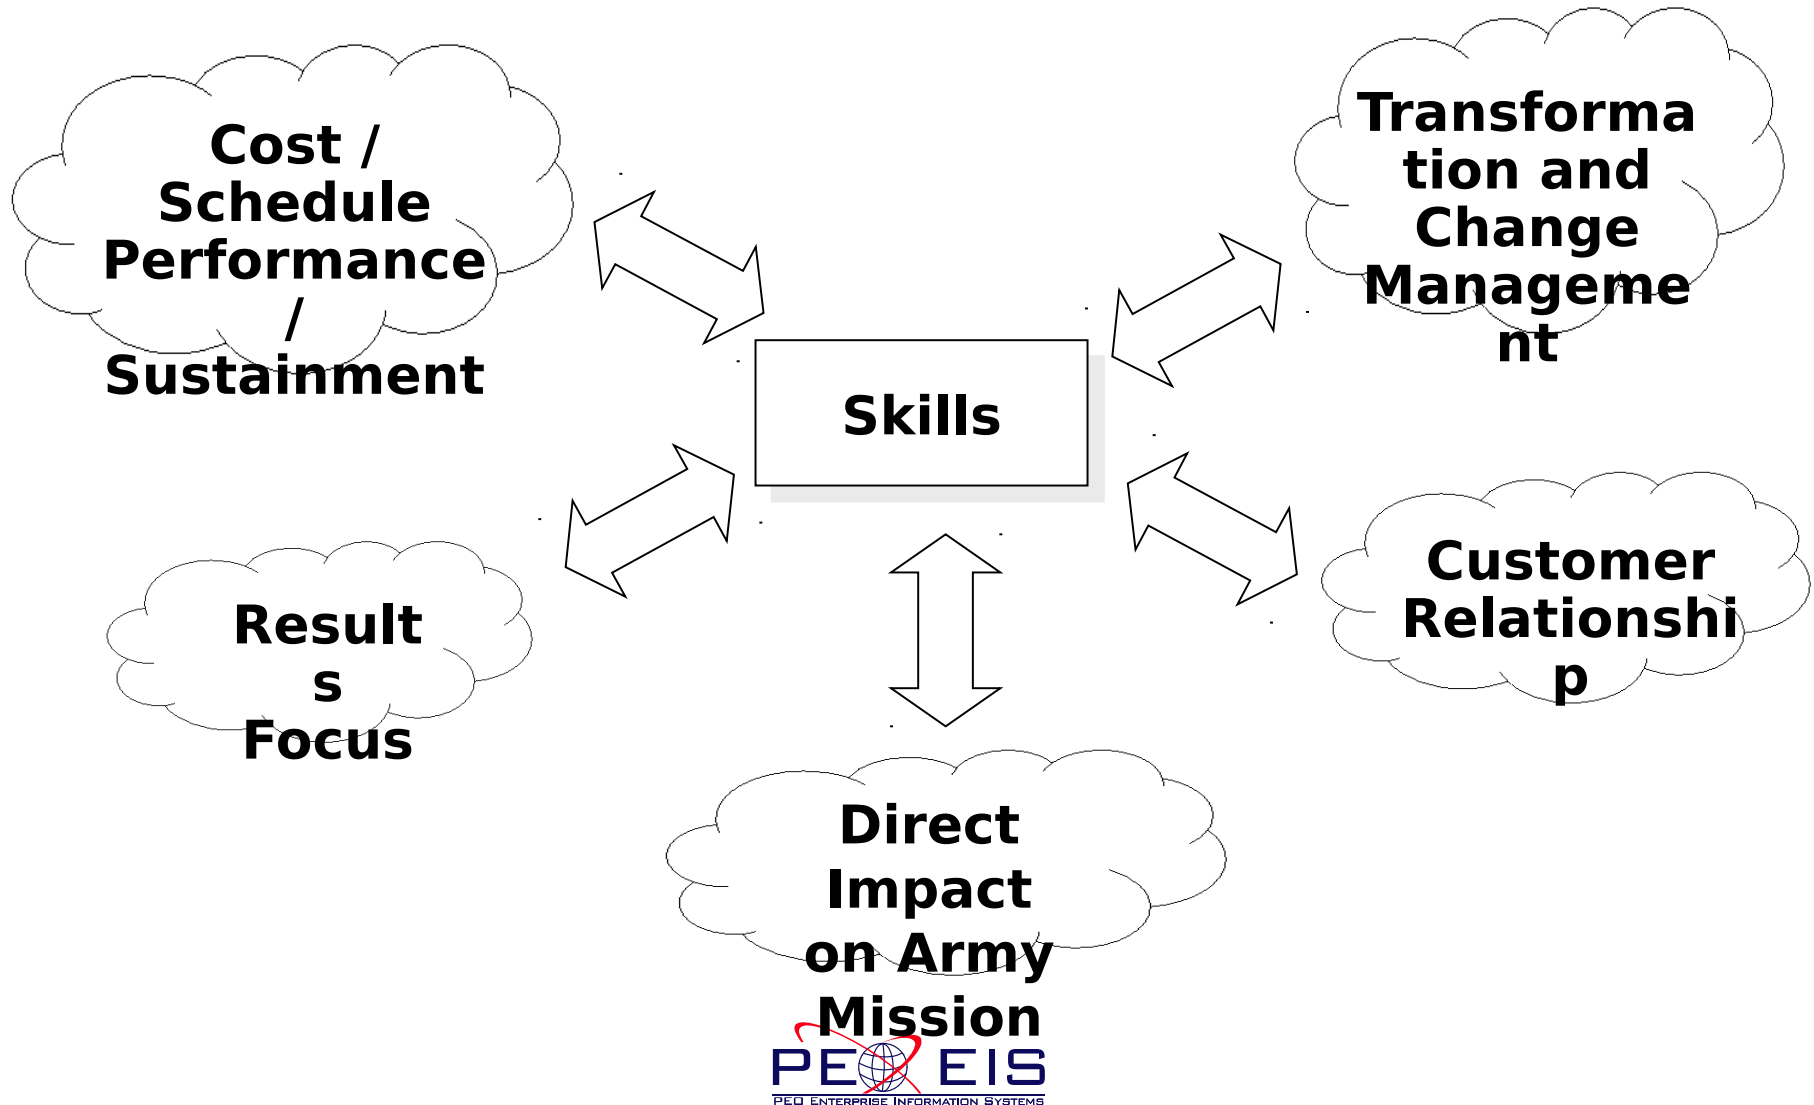 Cost /
Schedule
Performance
/
Sustainment
Transforma
tion and
Change
Manageme
nt
Skills
Result
s
Focus
Customer
Relationshi
p
Direct
Impact
on Army
Mission
PEO EIS
PEO ENTERPRISE INFORMATION SYSTEMS